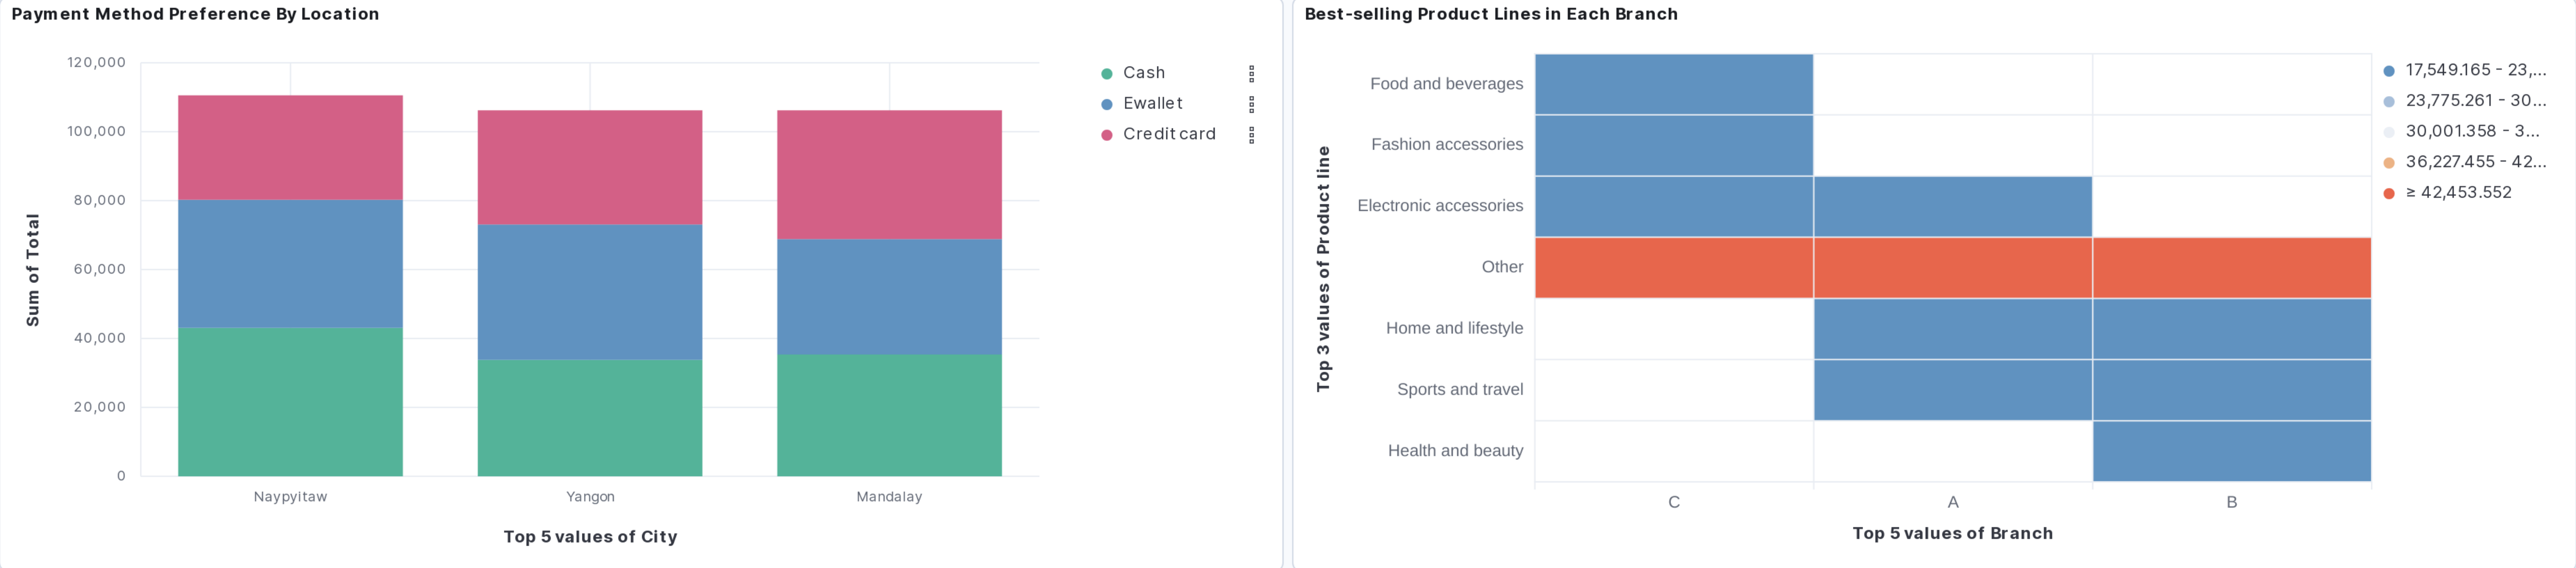 Payment Method Preference By Location
120,000
100,000
80,000
60,000
40,000
20,000
0
Sum of Total
Naypyitaw
Yangon
Mandalay
Top 5 values of City
Cash
Ewallet
Credit card
Best-selling Product Lines in Each Branch
Top 3 values of Product line
Food and beverages
Fashion accessories
Electronic accessories
Other
Home and lifestyle
Sports and travel
Health and beauty
C
A
B
Top 5 values of Branch
17,549.165 - 23,...
23,775.261 - 30...
30,001.358 - 3...
36,227.455 - 42...
≥ 42,453.552